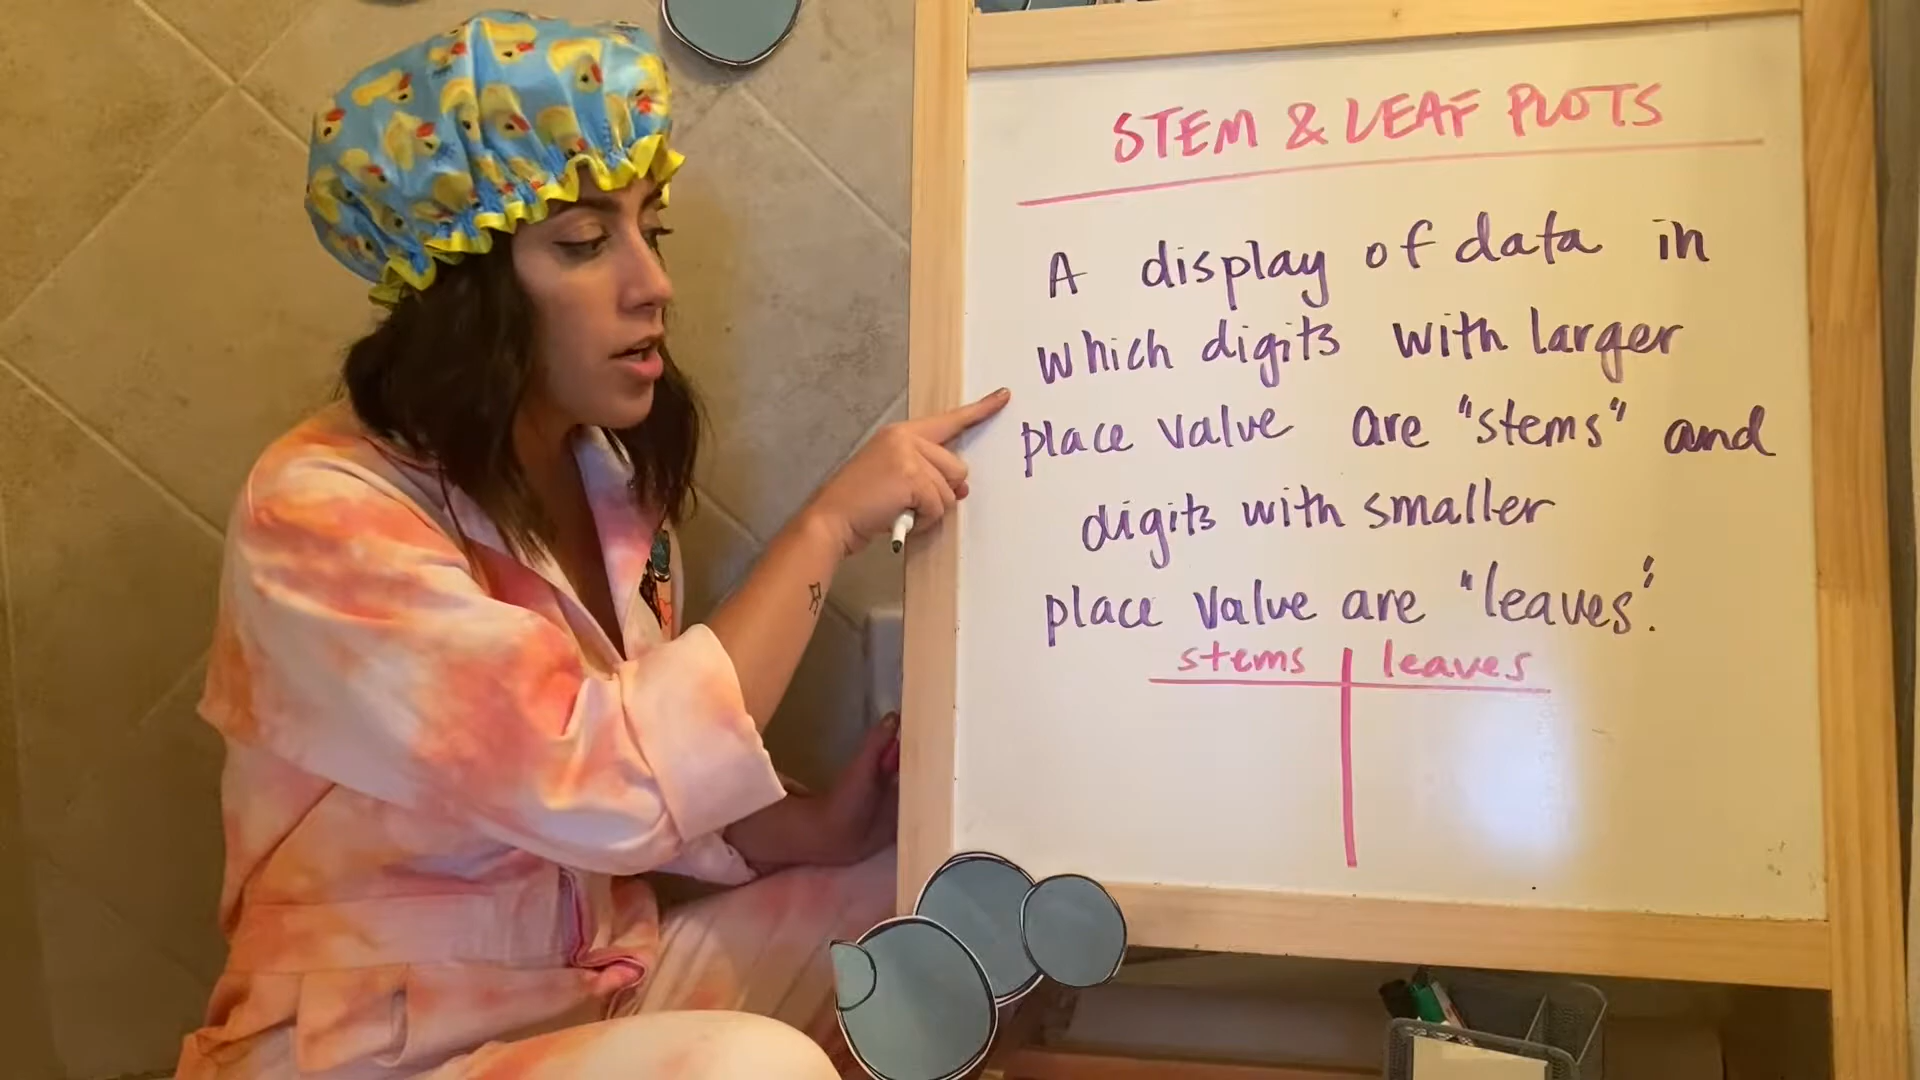 STEM & LEAF PLOTS
A display of data in
which digits with larger
place value are "stems" and
digits with smaller
place value are "leaves".
stems leaves